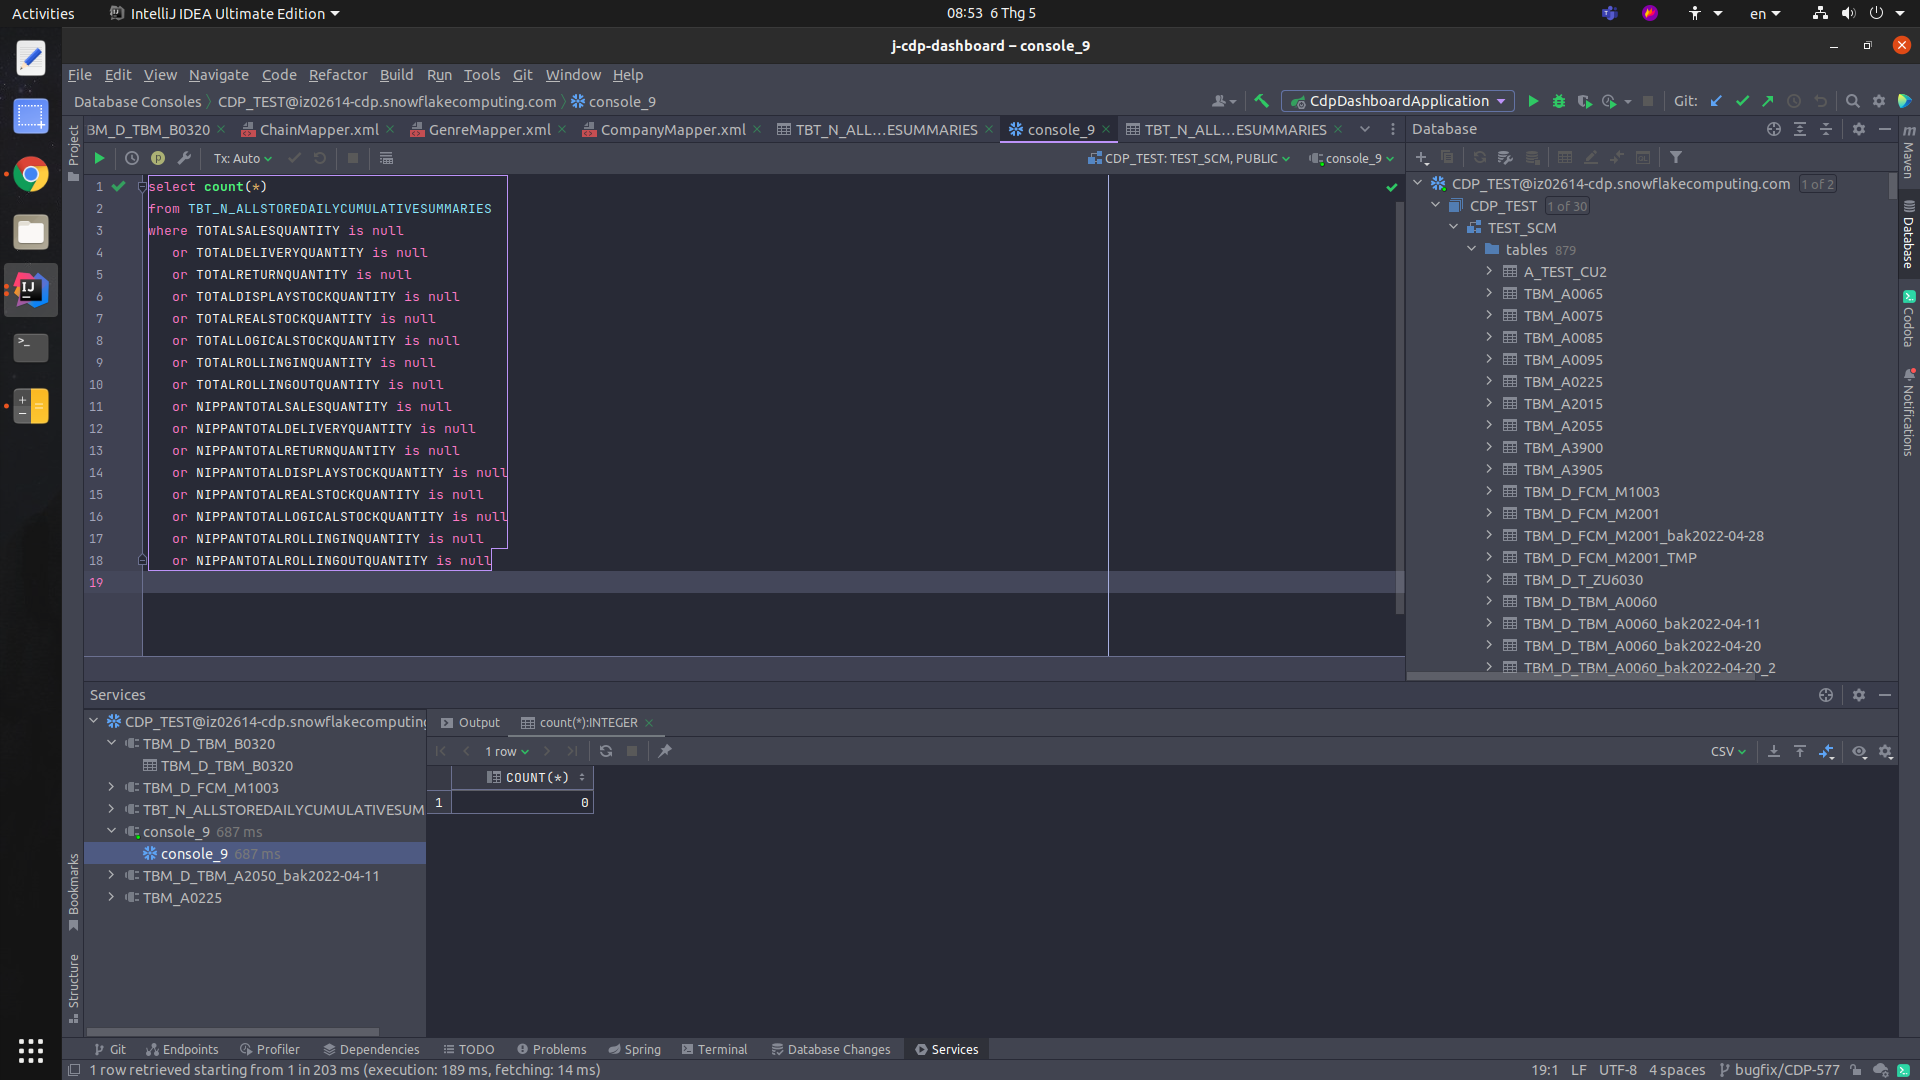 Activities
IntelliJ IDEA Ultimate Edition
08:53 6 Thg 5
en
j-cdp-dashboard – console_9
File Edit View Navigate Code Refactor Build Run Tools Git Window Help
Database Consoles CDP_TEST@iz02614-cdp.snowflakecomputing.com console_9
CdpDashboardApplication
Git:
BM_D_TBM_B0320 ChainMapper.xml GenreMapper.xml CompanyMapper.xml TBT_N_ALL...ESUMMARIES console_9 TBT_N_ALL...ESUMMARIES
Tx: Auto
CDP_TEST: TEST_SCM, PUBLIC console_9
Project
1 select count(*)
2 from TBT_N_ALLSTOREDAILYCUMULATIVESUMMARIES
3 where TOTALSALESQUANTITY is null
4 or TOTALDELIVERYQUANTITY is null
5 or TOTALRETURNQUANTITY is null
6 or TOTALDISPLAYSTOCKQUANTITY is null
7 or TOTALREALSTOCKQUANTITY is null
8 or TOTALLOGICALSTOCKQUANTITY is null
9 or TOTALROLLINGINQUANTITY is null
10 or TOTALROLLINGOUTQUANTITY is null
11 or NIPPANTOTALSALESQUANTITY is null
12 or NIPPANTOTALDELIVERYQUANTITY is null
13 or NIPPANTOTALRETURNQUANTITY is null
14 or NIPPANTOTALDISPLAYSTOCKQUANTITY is null
15 or NIPPANTOTALREALSTOCKQUANTITY is null
16 or NIPPANTOTALLOGICALSTOCKQUANTITY is null
17 or NIPPANTOTALROLLINGINQUANTITY is null
18 or NIPPANTOTALROLLINGOUTQUANTITY is null
19
Database
CDP_TEST@iz02614-cdp.snowflakecomputing.com 1 of 2
CDP_TEST 1 of 30
TEST_SCM
tables 879
A_TEST_CU2
TBM_A0065
TBM_A0075
TBM_A0085
TBM_A0095
TBM_A0225
TBM_A2015
TBM_A2055
TBM_A3900
TBM_A3905
TBM_D_FCM_M1003
TBM_D_FCM_M2001
TBM_D_FCM_M2001_bak2022-04-28
TBM_D_FCM_M2001_TMP
TBM_D_T_ZU6030
TBM_D_TBM_A0060
TBM_D_TBM_A0060_bak2022-04-11
TBM_D_TBM_A0060_bak2022-04-20
TBM_D_TBM_A0060_bak2022-04-20_2
Maven
Database
Codota
Notifications
Services
CDP_TEST@iz02614-cdp.snowflakecomputing
TBM_D_TBM_B0320
TBM_D_TBM_B0320
TBM_D_FCM_M1003
TBT_N_ALLSTOREDAILYCUMULATIVESUM
console_9 687 ms
console_9 687 ms
TBM_D_TBM_A2050_bak2022-04-11
TBM_A0225
Output count(*):INTEGER
1 row
CSV
COUNT(*)
1 0
Bookmarks
Structure
Git Endpoints Profiler Dependencies TODO Problems Spring Terminal Database Changes Services
1 row retrieved starting from 1 in 203 ms (execution: 189 ms, fetching: 14 ms)
19:1 LF UTF-8 4 spaces bugfix/CDP-577